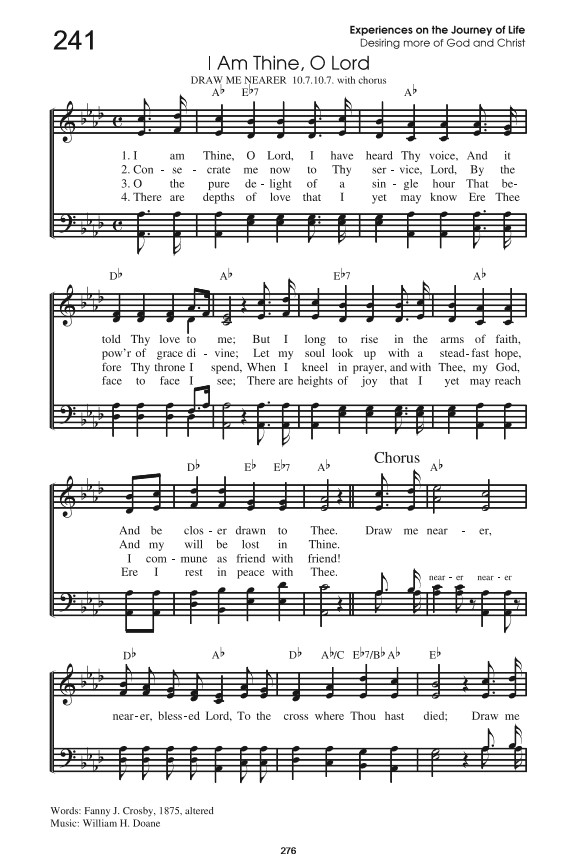 241
Experiences on the Journey of Life
Desiring more of God and Christ
I Am Thine, O Lord
DRAW ME NEARER 10.7.10.7. with chorus
A♭ E♭7 A♭
1. I am Thine, O Lord, I have heard Thy voice, And it
2. Con - se - crate me now to Thy ser - vice, Lord, By the
3. O the pure de - light of a sin - gle hour That be-
4. There are depths of love that I yet may know Ere Thee
D♭ A♭ E♭7 A♭
told Thy love to me; But I long to rise in the arms of faith,
pow'r of grace di - vine; Let my soul look up with a stead - fast hope,
fore Thy throne I spend, When I kneel in prayer, and with Thee, my God,
face to face I see; There are heights of joy that I yet may reach
Chorus
D♭ E♭ E♭7 A♭ A♭
And be clos - er drawn to Thee. Draw me near - er,
And my will be lost in Thine.
I com - mune as friend with friend!
Ere I rest in peace with Thee.
near - er near - er
D♭ A♭ D♭ A♭/C E♭7/B♭ A♭ E♭
near-er, bless-ed Lord, To the cross where Thou hast died; Draw me
Words: Fanny J. Crosby, 1875, altered
Music: William H. Doane
276